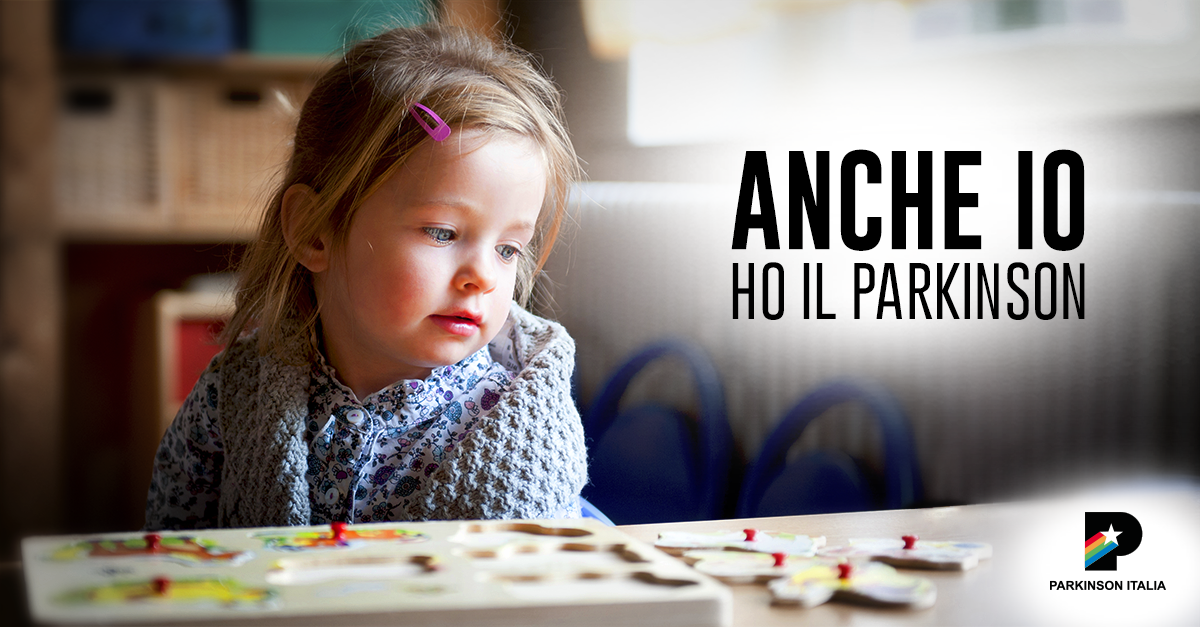 ANCHE IO
HO IL PARKINSON
P
PARKINSON ITALIA